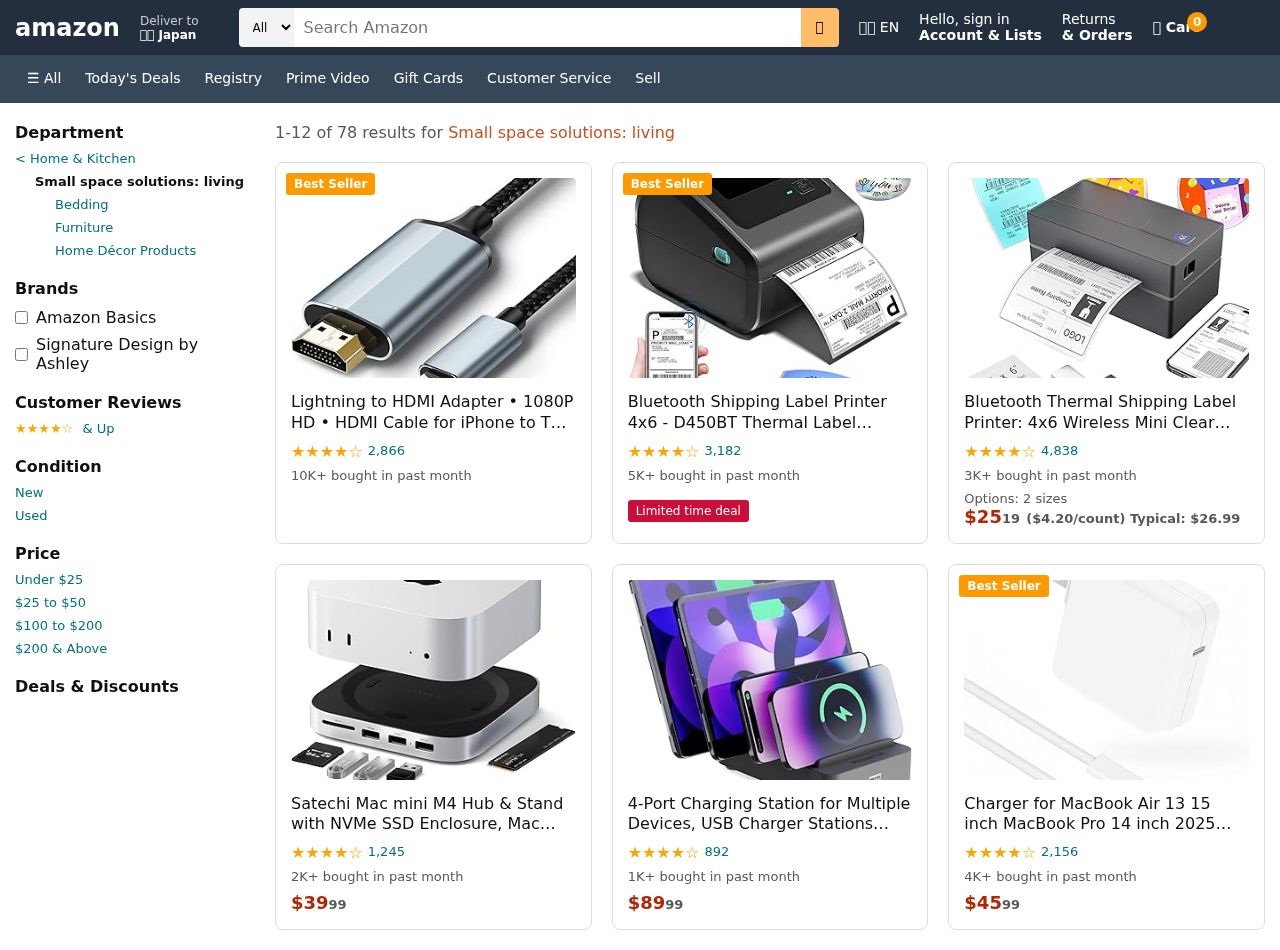 amazon
Deliver to
Japan
All
Search Amazon
EN
Hello, sign in
Account & Lists
Returns
& Orders
0
☰ All
Today's Deals
Registry
Prime Video
Gift Cards
Customer Service
Sell
Department
< Home & Kitchen
Small space solutions: living
Bedding
Furniture
Home Décor Products
Brands
Amazon Basics
Signature Design by
Ashley
Customer Reviews
★★★★☆ & Up
Condition
New
Used
Price
Under $25
$25 to $50
$100 to $200
$200 & Above
Deals & Discounts
1-12 of 78 results for Small space solutions: living
Best Seller
Lightning to HDMI Adapter • 1080P
HD • HDMI Cable for iPhone to T…
★★★★☆ 2,866
10K+ bought in past month
Best Seller
PRIORITY MAIL 2-DAY
P
P
Bluetooth Shipping Label Printer
4x6 - D450BT Thermal Label…
★★★★☆ 3,182
5K+ bought in past month
Limited time deal
Company Name
LOGO
Bluetooth Thermal Shipping Label
Printer: 4x6 Wireless Mini Clear…
★★★★☆ 4,838
3K+ bought in past month
Options: 2 sizes
$25 19 ($4.20/count) Typical: $26.99
Satechi Mac mini M4 Hub & Stand
with NVMe SSD Enclosure, Mac…
★★★★☆ 1,245
2K+ bought in past month
$39 99
4-Port Charging Station for Multiple
Devices, USB Charger Stations…
★★★★☆ 892
1K+ bought in past month
$89 99
Best Seller
Charger for MacBook Air 13 15
inch MacBook Pro 14 inch 2025…
★★★★☆ 2,156
4K+ bought in past month
$45 99